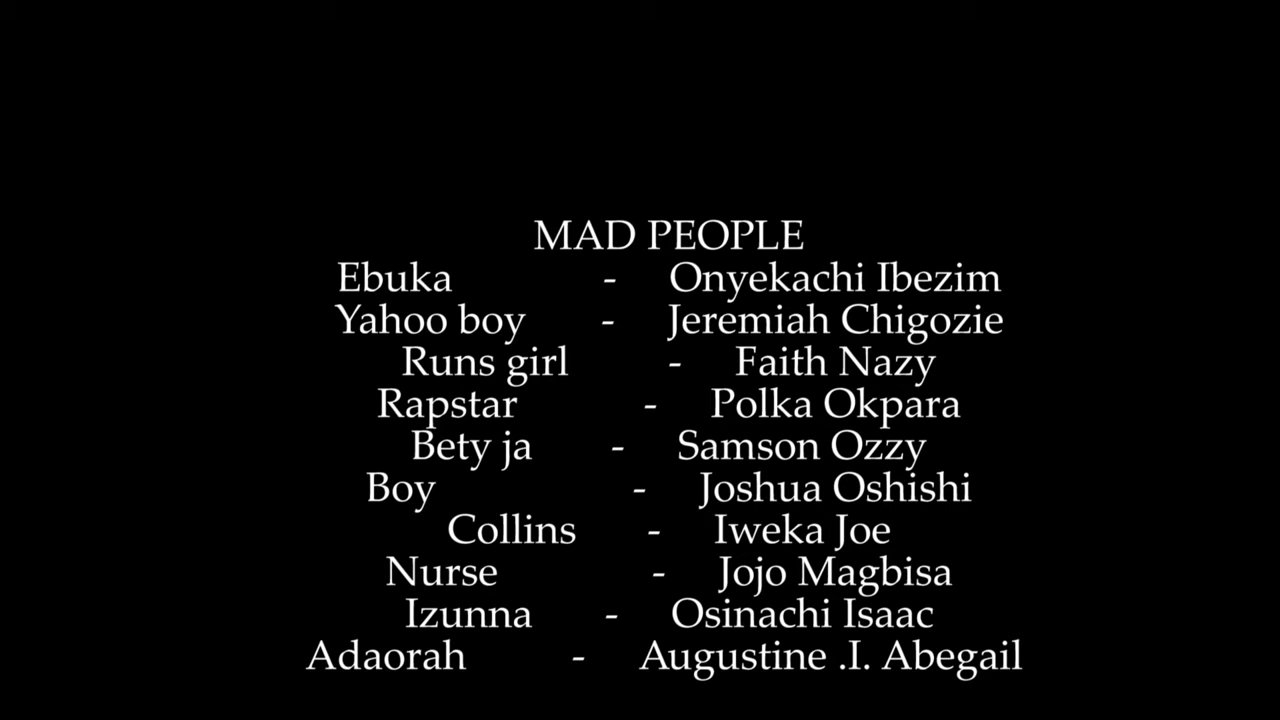 MAD PEOPLE
Ebuka - Onyekachi Ibezim
Yahoo boy - Jeremiah Chigozie
Runs girl - Faith Nazy
Rapstar - Polka Okpara
Bety ja - Samson Ozzy
Boy - Joshua Oshishi
Collins - Iweka Joe
Nurse - Jojo Magbisa
Izunna - Osinachi Isaac
Adaorah - Augustine .I. Abegail